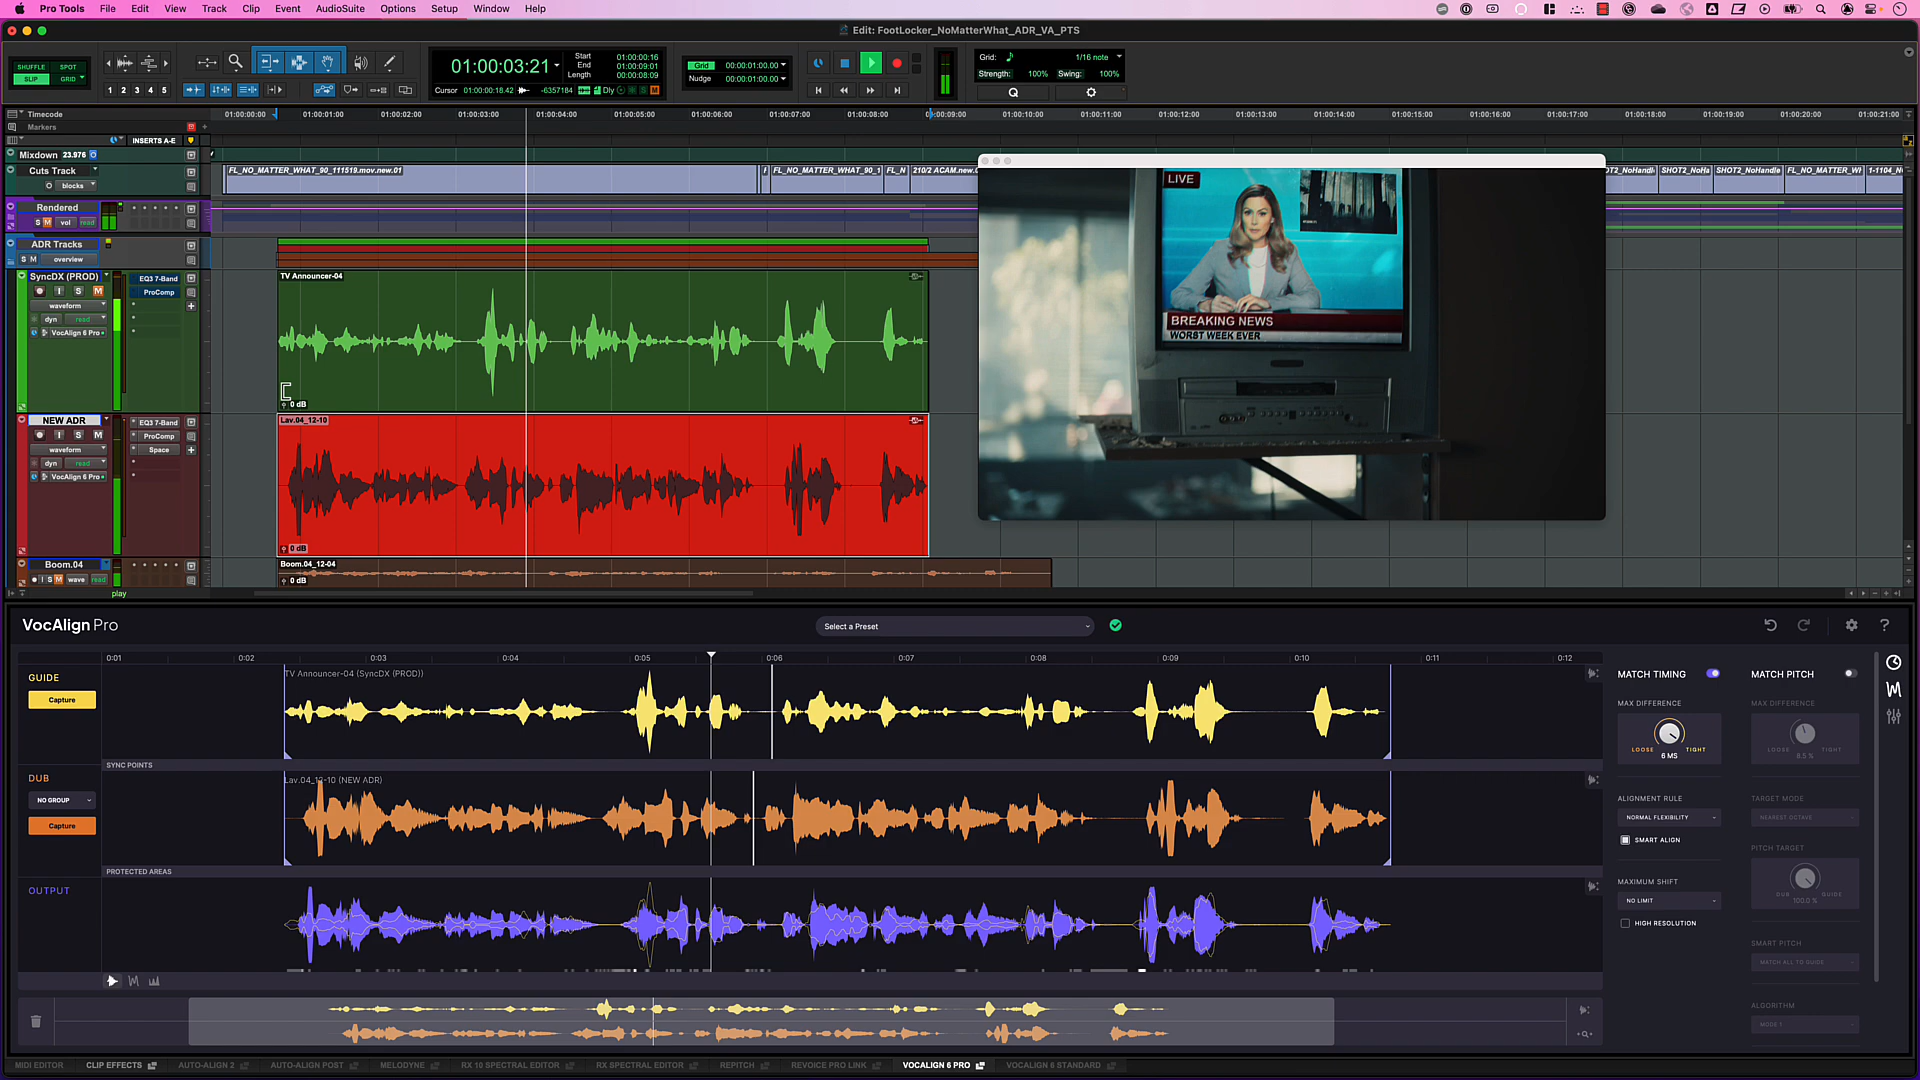 Pro Tools File Edit View Track Clip Event AudioSuite Options Setup Window Help
Edit: FootLocker_NoMatterWhat_ADR_VA_PTS
SHUFFLE SPOT
SLIP GRID
1 2 3 4 5
01:00:03:21
Start 01:00:00:16
End 01:00:09:01
Length 00:00:08:09
Cursor 01:00:00:18.42 -6357184 Dly S M
Grid 00:00:01:00.00
Nudge 00:00:01:00.00
Grid: 1/16 note
Strength: 100% Swing: 100%
Q
Timecode 01:00:00:00 01:00:01:00 01:00:02:00 01:00:03:00 01:00:04:00 01:00:05:00 01:00:06:00 01:00:07:00 01:00:08:00 01:00:09:00 01:00:10:00 01:00:11:00 01:00:12:00 01:00:13:00 01:00:14:00 01:00:15:00 01:00:16:00 01:00:17:00 01:00:18:00 01:00:19:00 01:00:20:00 01:00:21:00
Markers
INSERTS A-E
Mixdown 23.976
Cuts Track
blocks
FL_NO_MATTER_WHAT_90_111519.mov.new.01 FL_NO_MATTER_WHAT_90_1 FL_N 210/2 ACAM.new.0 SHOT2_NoHa SHOT2_NoHandle FL_NO_MATTER_WH 1-1104_N
Rendered
S M vol read
ADR Tracks
S M overview
SyncDX (PROD)
I S M
waveform
dyn read
VocAlign 6 Pro
EQ3 7-Band
ProComp
TV Announcer-04
0 dB
NEW ADR
I S M
waveform
dyn read
VocAlign 6 Pro
EQ3 7-Band
ProComp
Space
Lav.04_12-10
0 dB
Boom.04
I S M wave read
Boom.04_12-04
0 dB
play
LIVE
BREAKING NEWS
WORST WEEK EVER
VocAlign Pro
Select a Preset
?
0:01 0:02 0:03 0:04 0:05 0:06 0:07 0:08 0:09 0:10 0:11 0:12
GUIDE
Capture
TV Announcer-04 (SyncDX (PROD))
SYNC POINTS
DUB
NO GROUP
Capture
Lav.04_12-10 (NEW ADR)
PROTECTED AREAS
OUTPUT
MATCH TIMING
MAX DIFFERENCE
LOOSE TIGHT
6 MS
ALIGNMENT RULE
NORMAL FLEXIBILITY
SMART ALIGN
MAXIMUM SHIFT
NO LIMIT
HIGH RESOLUTION
MATCH PITCH
MAX DIFFERENCE
LOOSE TIGHT
8.5 %
TARGET MODE
NEAREST OCTAVE
PITCH TARGET
DUB GUIDE
100.0 %
SMART PITCH
MATCH ALL TO GUIDE
ALGORITHM
MODE 1
MIDI EDITOR CLIP EFFECTS AUTO-ALIGN 2 AUTO-ALIGN POST MELODYNE RX 10 SPECTRAL EDITOR RX SPECTRAL EDITOR REPITCH REVOICE PRO LINK VOCALIGN 6 PRO VOCALIGN 6 STANDARD